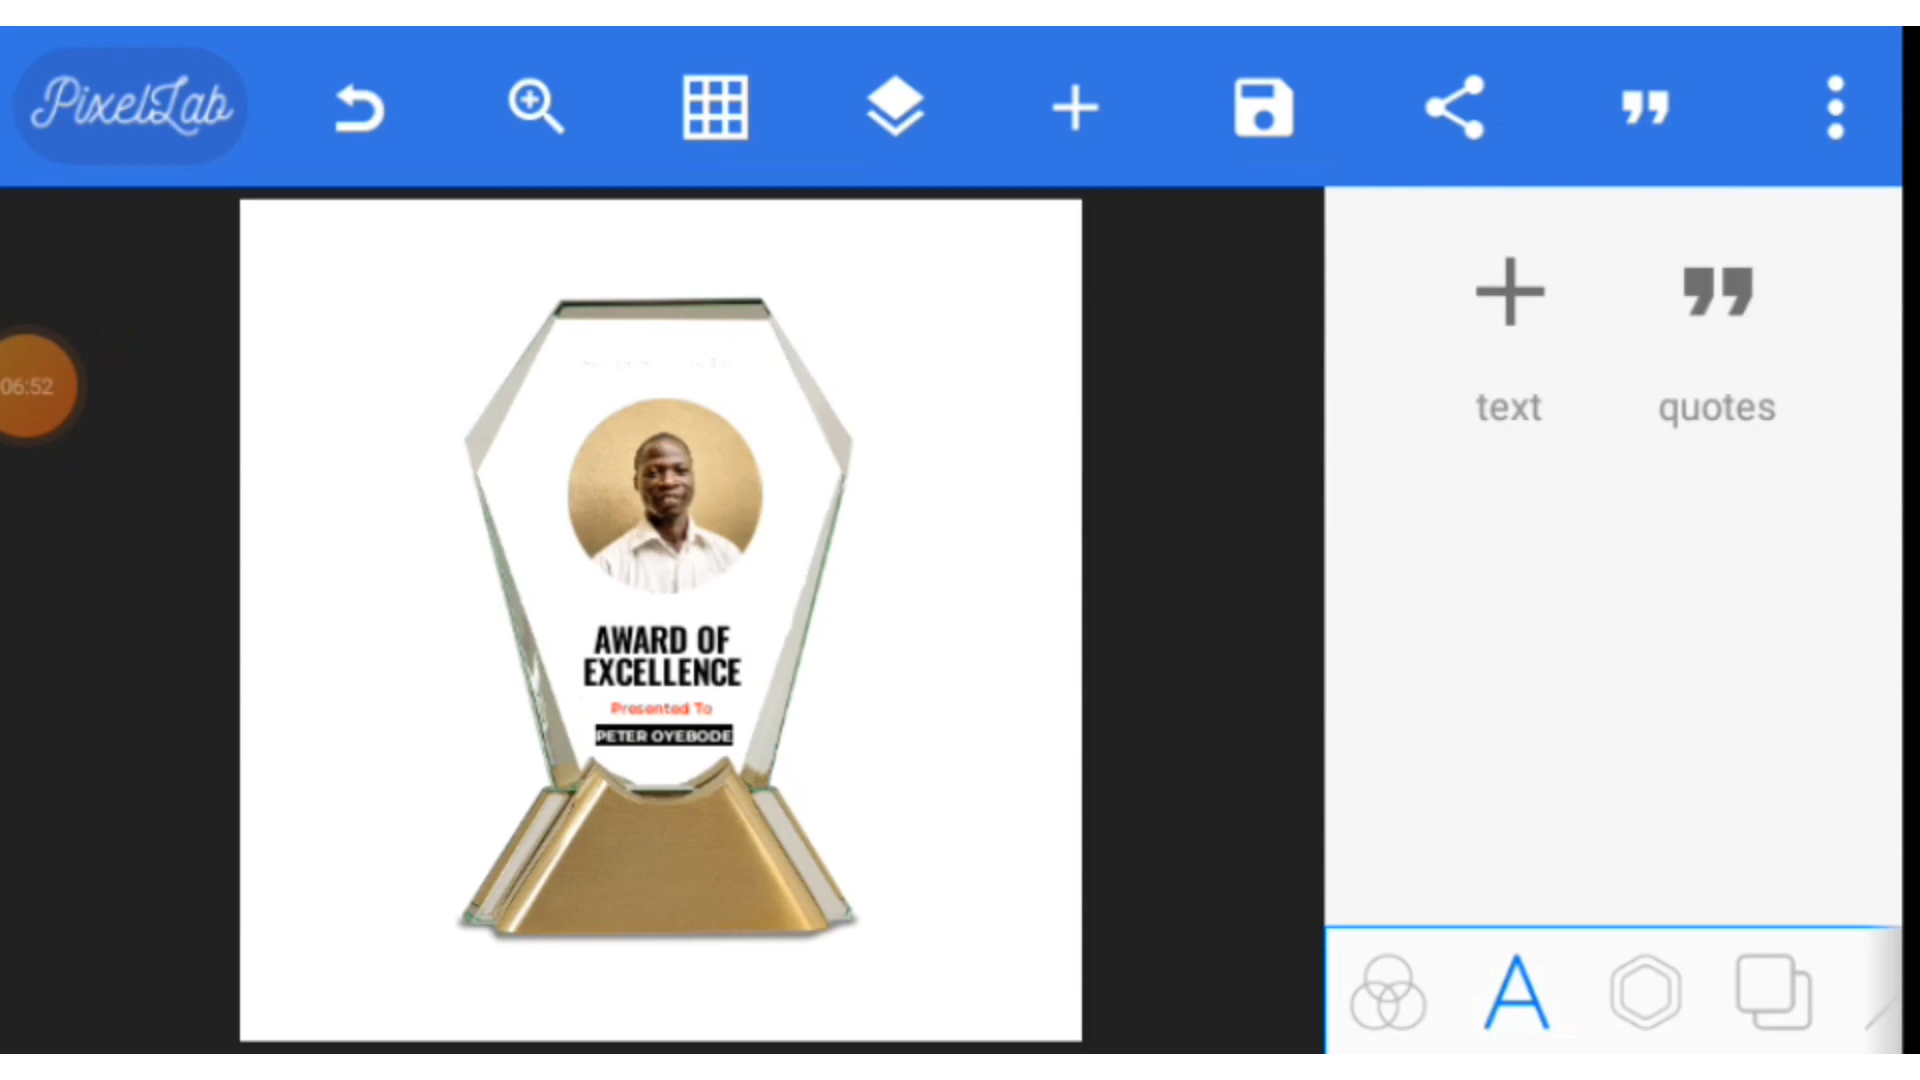 PixelLab
06:52
text
quotes
AWARD OF
EXCELLENCE
Presented To
PETER OYEBODE